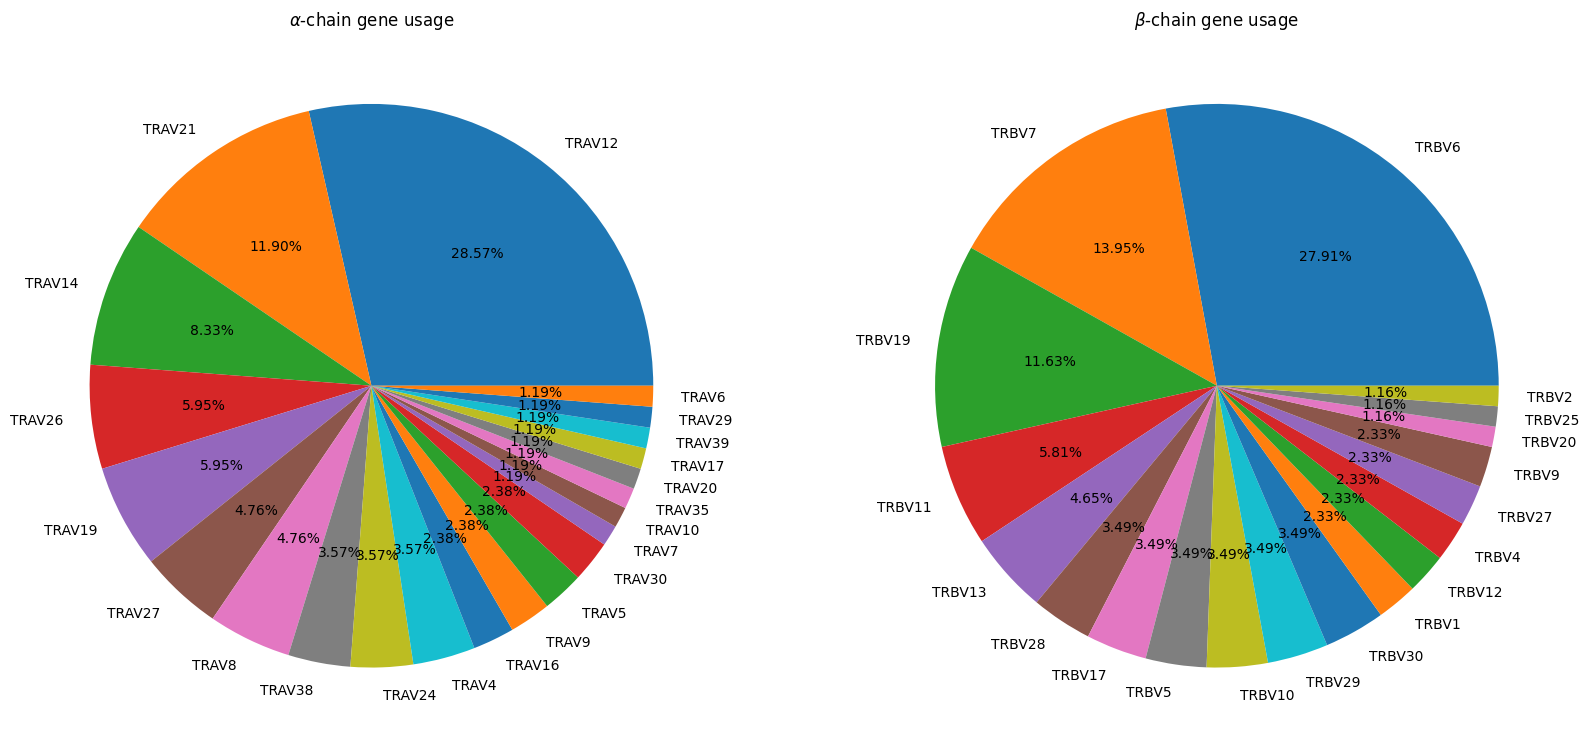 α-chain gene usage
TRAV12
28.57%
TRAV21
11.90%
TRAV14
8.33%
TRAV26
5.95%
TRAV19
5.95%
TRAV27
4.76%
TRAV8
4.76%
TRAV38
3.57%
TRAV24
3.57%
TRAV4
3.57%
TRAV16
2.38%
TRAV9
2.38%
TRAV5
2.38%
TRAV30
2.38%
TRAV7
1.19%
TRAV10
1.19%
TRAV35
1.19%
TRAV20
1.19%
TRAV17
1.19%
TRAV39
1.19%
TRAV29
1.19%
TRAV6
1.19%
β-chain gene usage
TRBV6
27.91%
TRBV7
13.95%
TRBV19
11.63%
TRBV11
5.81%
TRBV13
4.65%
TRBV28
3.49%
TRBV17
3.49%
TRBV5
3.49%
TRBV10
3.49%
TRBV29
3.49%
TRBV30
3.49%
TRBV1
2.33%
TRBV12
2.33%
TRBV4
2.33%
TRBV27
2.33%
TRBV9
2.33%
TRBV20
1.16%
TRBV25
1.16%
TRBV2
1.16%